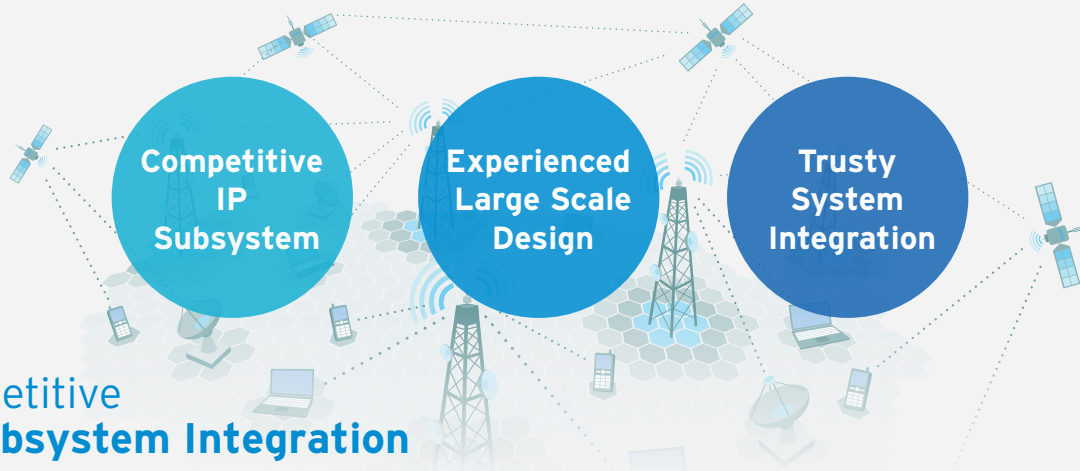 Competitive
IP
Subsystem
Experienced
Large Scale
Design
Trusty
System
Integration
etitive
bsystem Integration